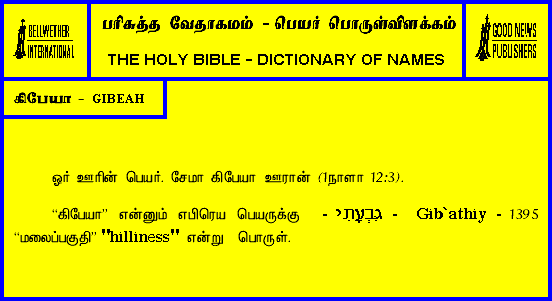 BELLWETHER
INTERNATIONAL
பரிசுத்த வேதாகமம் - பெயர் பொருள்விளக்கம்
THE HOLY BIBLE - DICTIONARY OF NAMES
GOOD NEWS
PUBLISHERS
கிபேயா - GIBEAH
ஓர் ஊரின் பெயர். சேமா கிபேயா ஊரான் (1நாளா 12:3).
“கிபேயா” என்னும் எபிரெய பெயருக்கு - גִּבְעָתִי - Gib`athiy - 1395
“மலைப்பகுதி” "hilliness" என்று பொருள்.